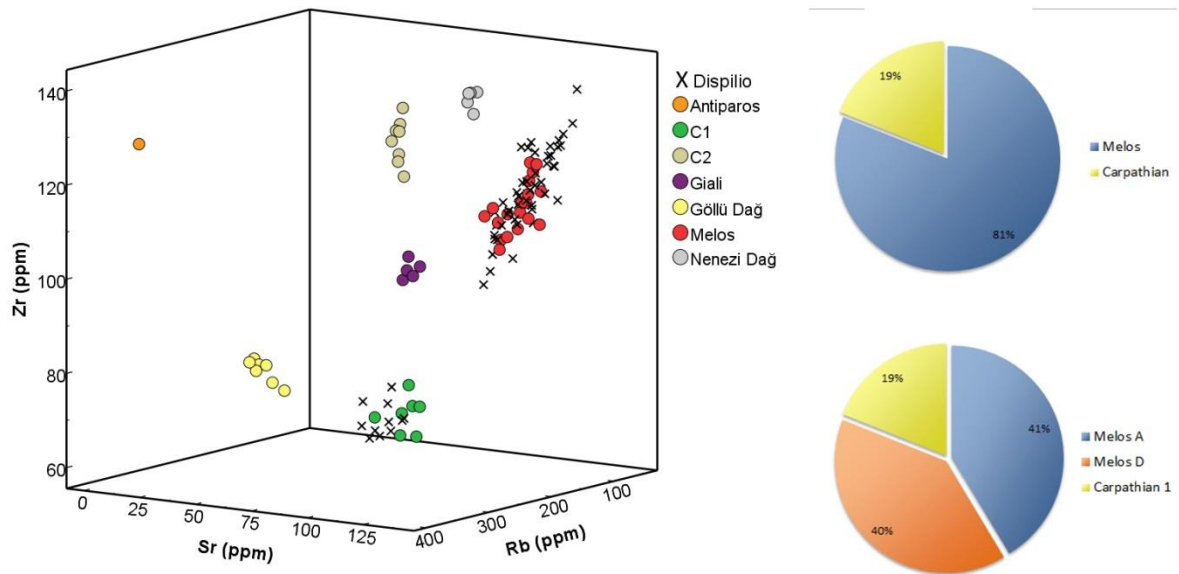 140
120
100
80
60
Zr (ppm)
0
25
50
75
100
125
Sr (ppm)
400
300
200
100
Rb (ppm)
X Dispilio
Antiparos
C1
C2
Giali
Göllü Dağ
Melos
Nenezi Dağ
19%
81%
Melos
Carpathian
19%
41%
40%
Melos A
Melos D
Carpathian 1